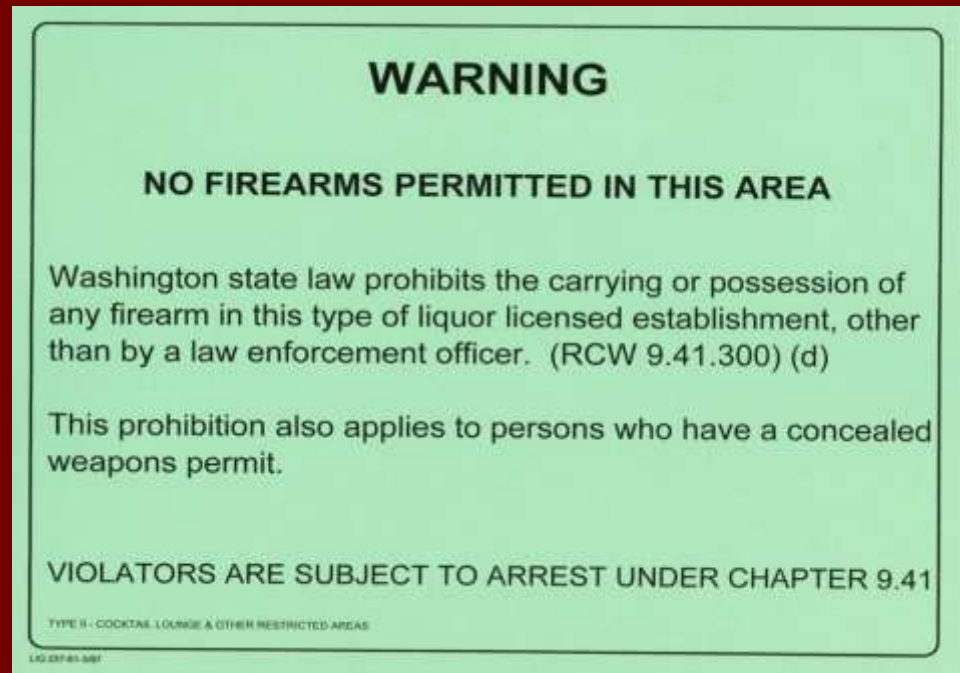 WARNING
NO FIREARMS PERMITTED IN THIS AREA
Washington state law prohibits the carrying or possession of
any firearm in this type of liquor licensed establishment, other
than by a law enforcement officer. (RCW 9.41.300) (d)
This prohibition also applies to persons who have a concealed
weapons permit.
VIOLATORS ARE SUBJECT TO ARREST UNDER CHAPTER 9.41
TYPE II - COCKTAIL LOUNGE & OTHER RESTRICTED AREAS